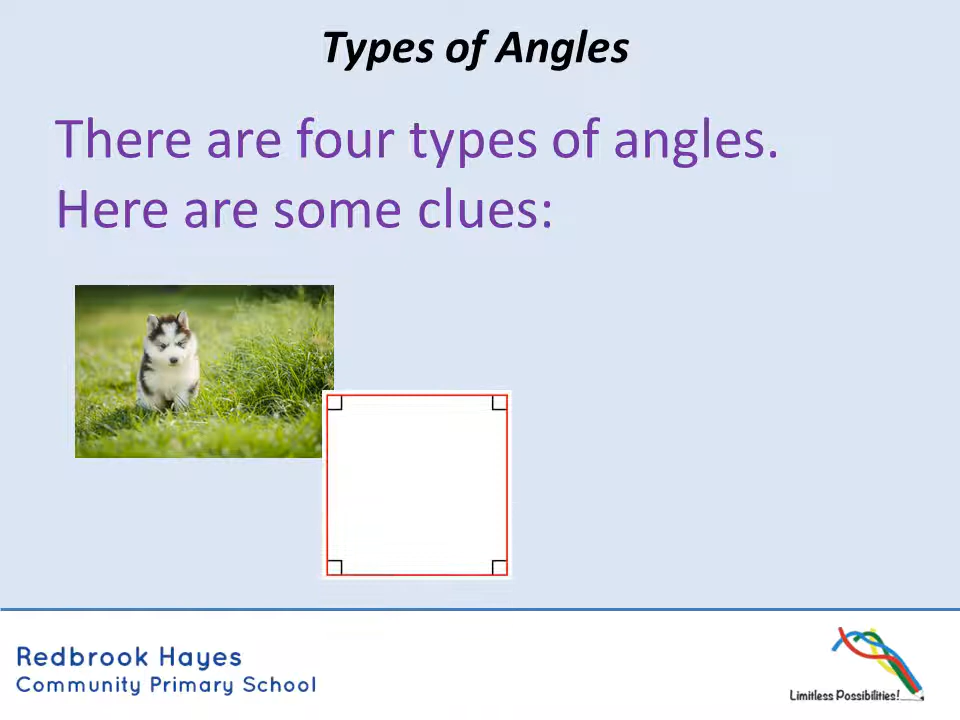 Types of Angles
There are four types of angles.
Here are some clues:
Redbrook Hayes
Community Primary School
Limitless Possibilities!